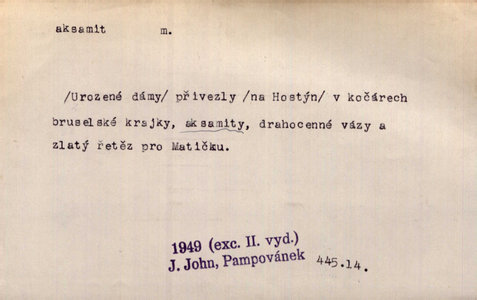 aksamit m.
/Urozené dámy/ přivezly /na Hostýn/ v kočárech
bruselské krajky, aksamity, drahocenné vázy a
zlatý řetěz pro Matičku.
1949 (exc. II. vyd.)
J. John, Pampovánek 445.14.